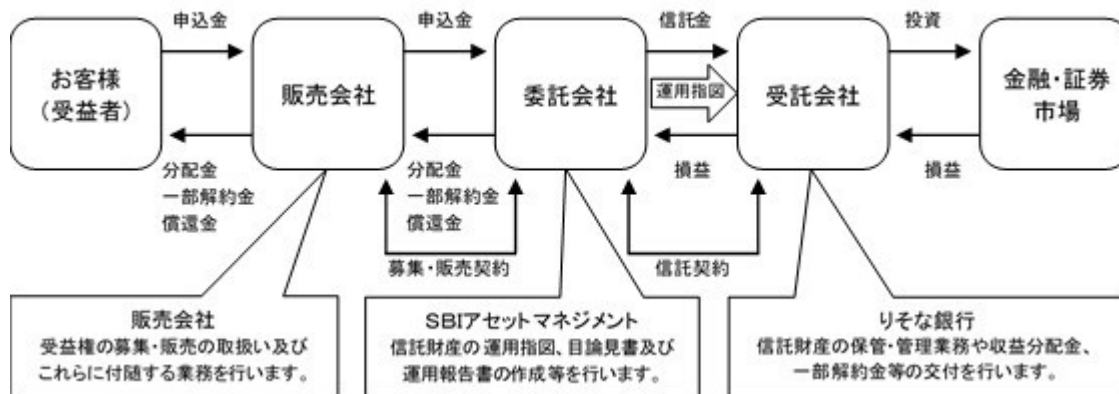 申込金
申込金
信託金
投資
お客様
(受益者)
販売会社
委託会社
運用指図
受託会社
金融・証券
市場
分配金
一部解約金
償還金
分配金
一部解約金
償還金
損益
損益
募集・販売契約
信託契約
販売会社
受益権の募集・販売の取扱い及び
これらに付随する業務を行います。
SBIアセットマネジメント
信託財産の運用指図、目論見書及び
運用報告書の作成等を行います。
りそな銀行
信託財産の保管・管理業務や収益分配金、
一部解約金等の交付を行います。